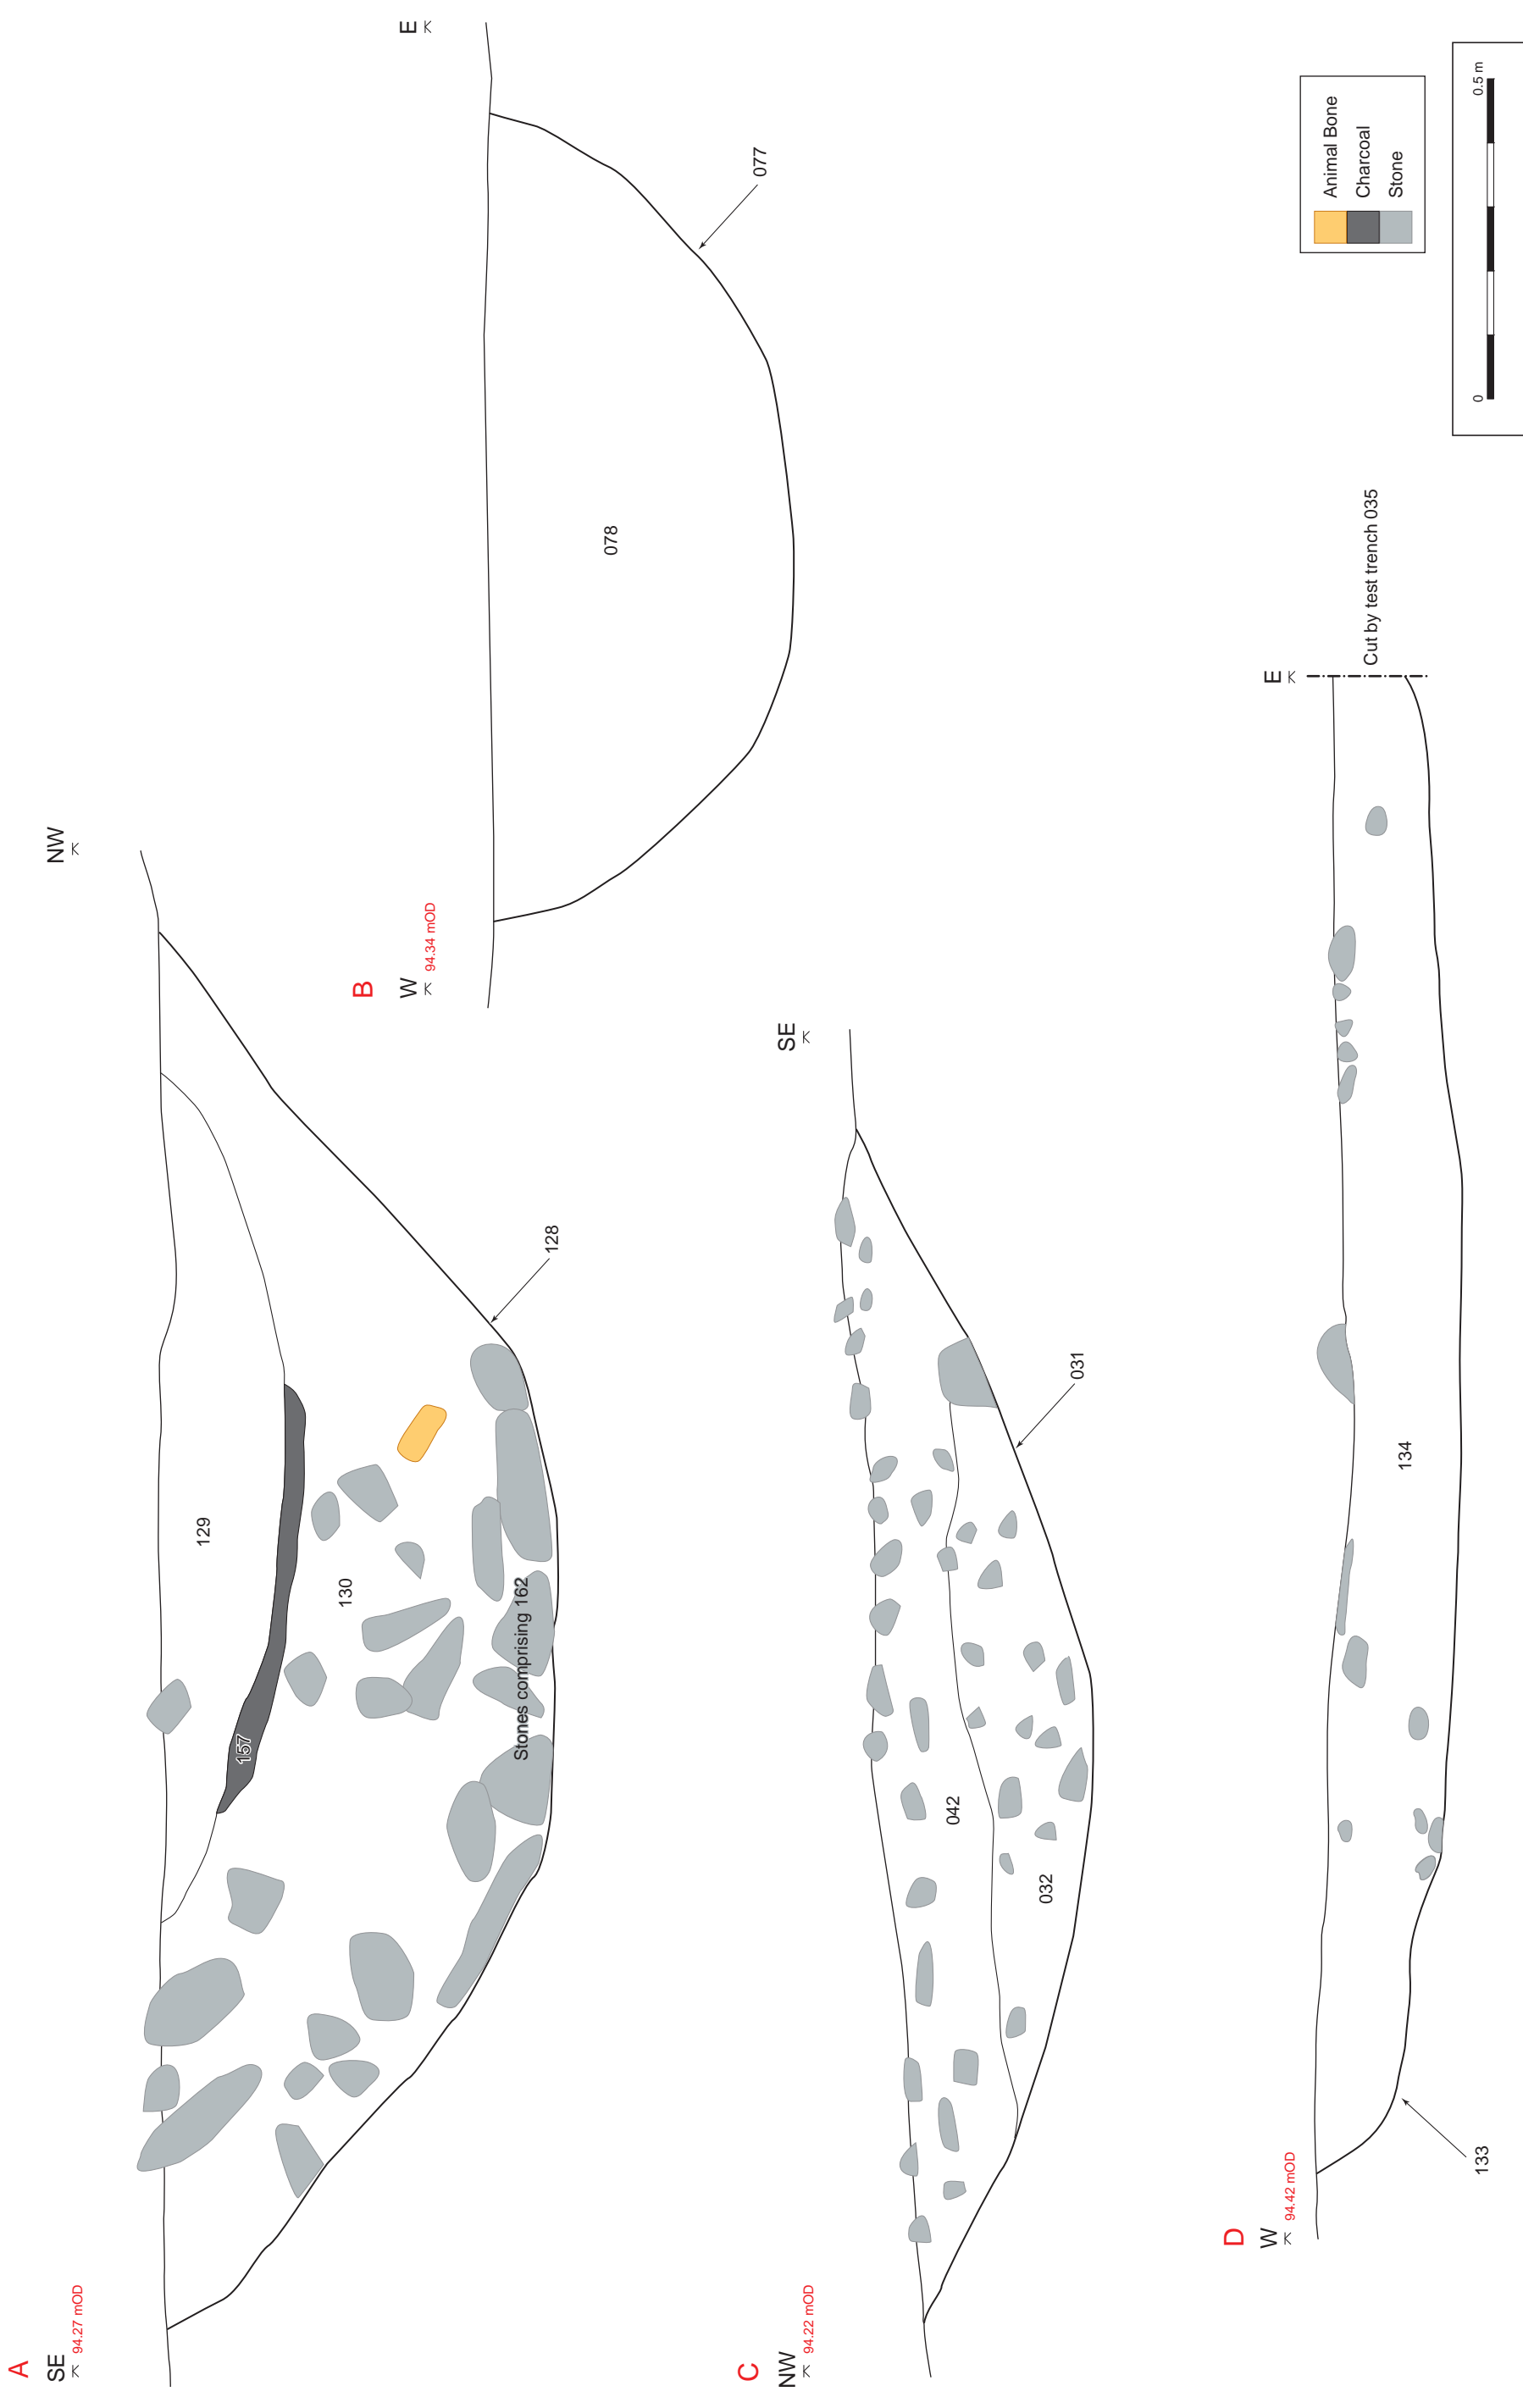 A
SE
NW
94.27 mOD
129
157
130
Stones comprising 162
128
B
W
E
94.34 mOD
078
077
C
NW
SE
94.22 mOD
042
032
031
D
W
E
94.42 mOD
134
133
Cut by test trench 035
Animal Bone
Charcoal
Stone
0
0.5 m